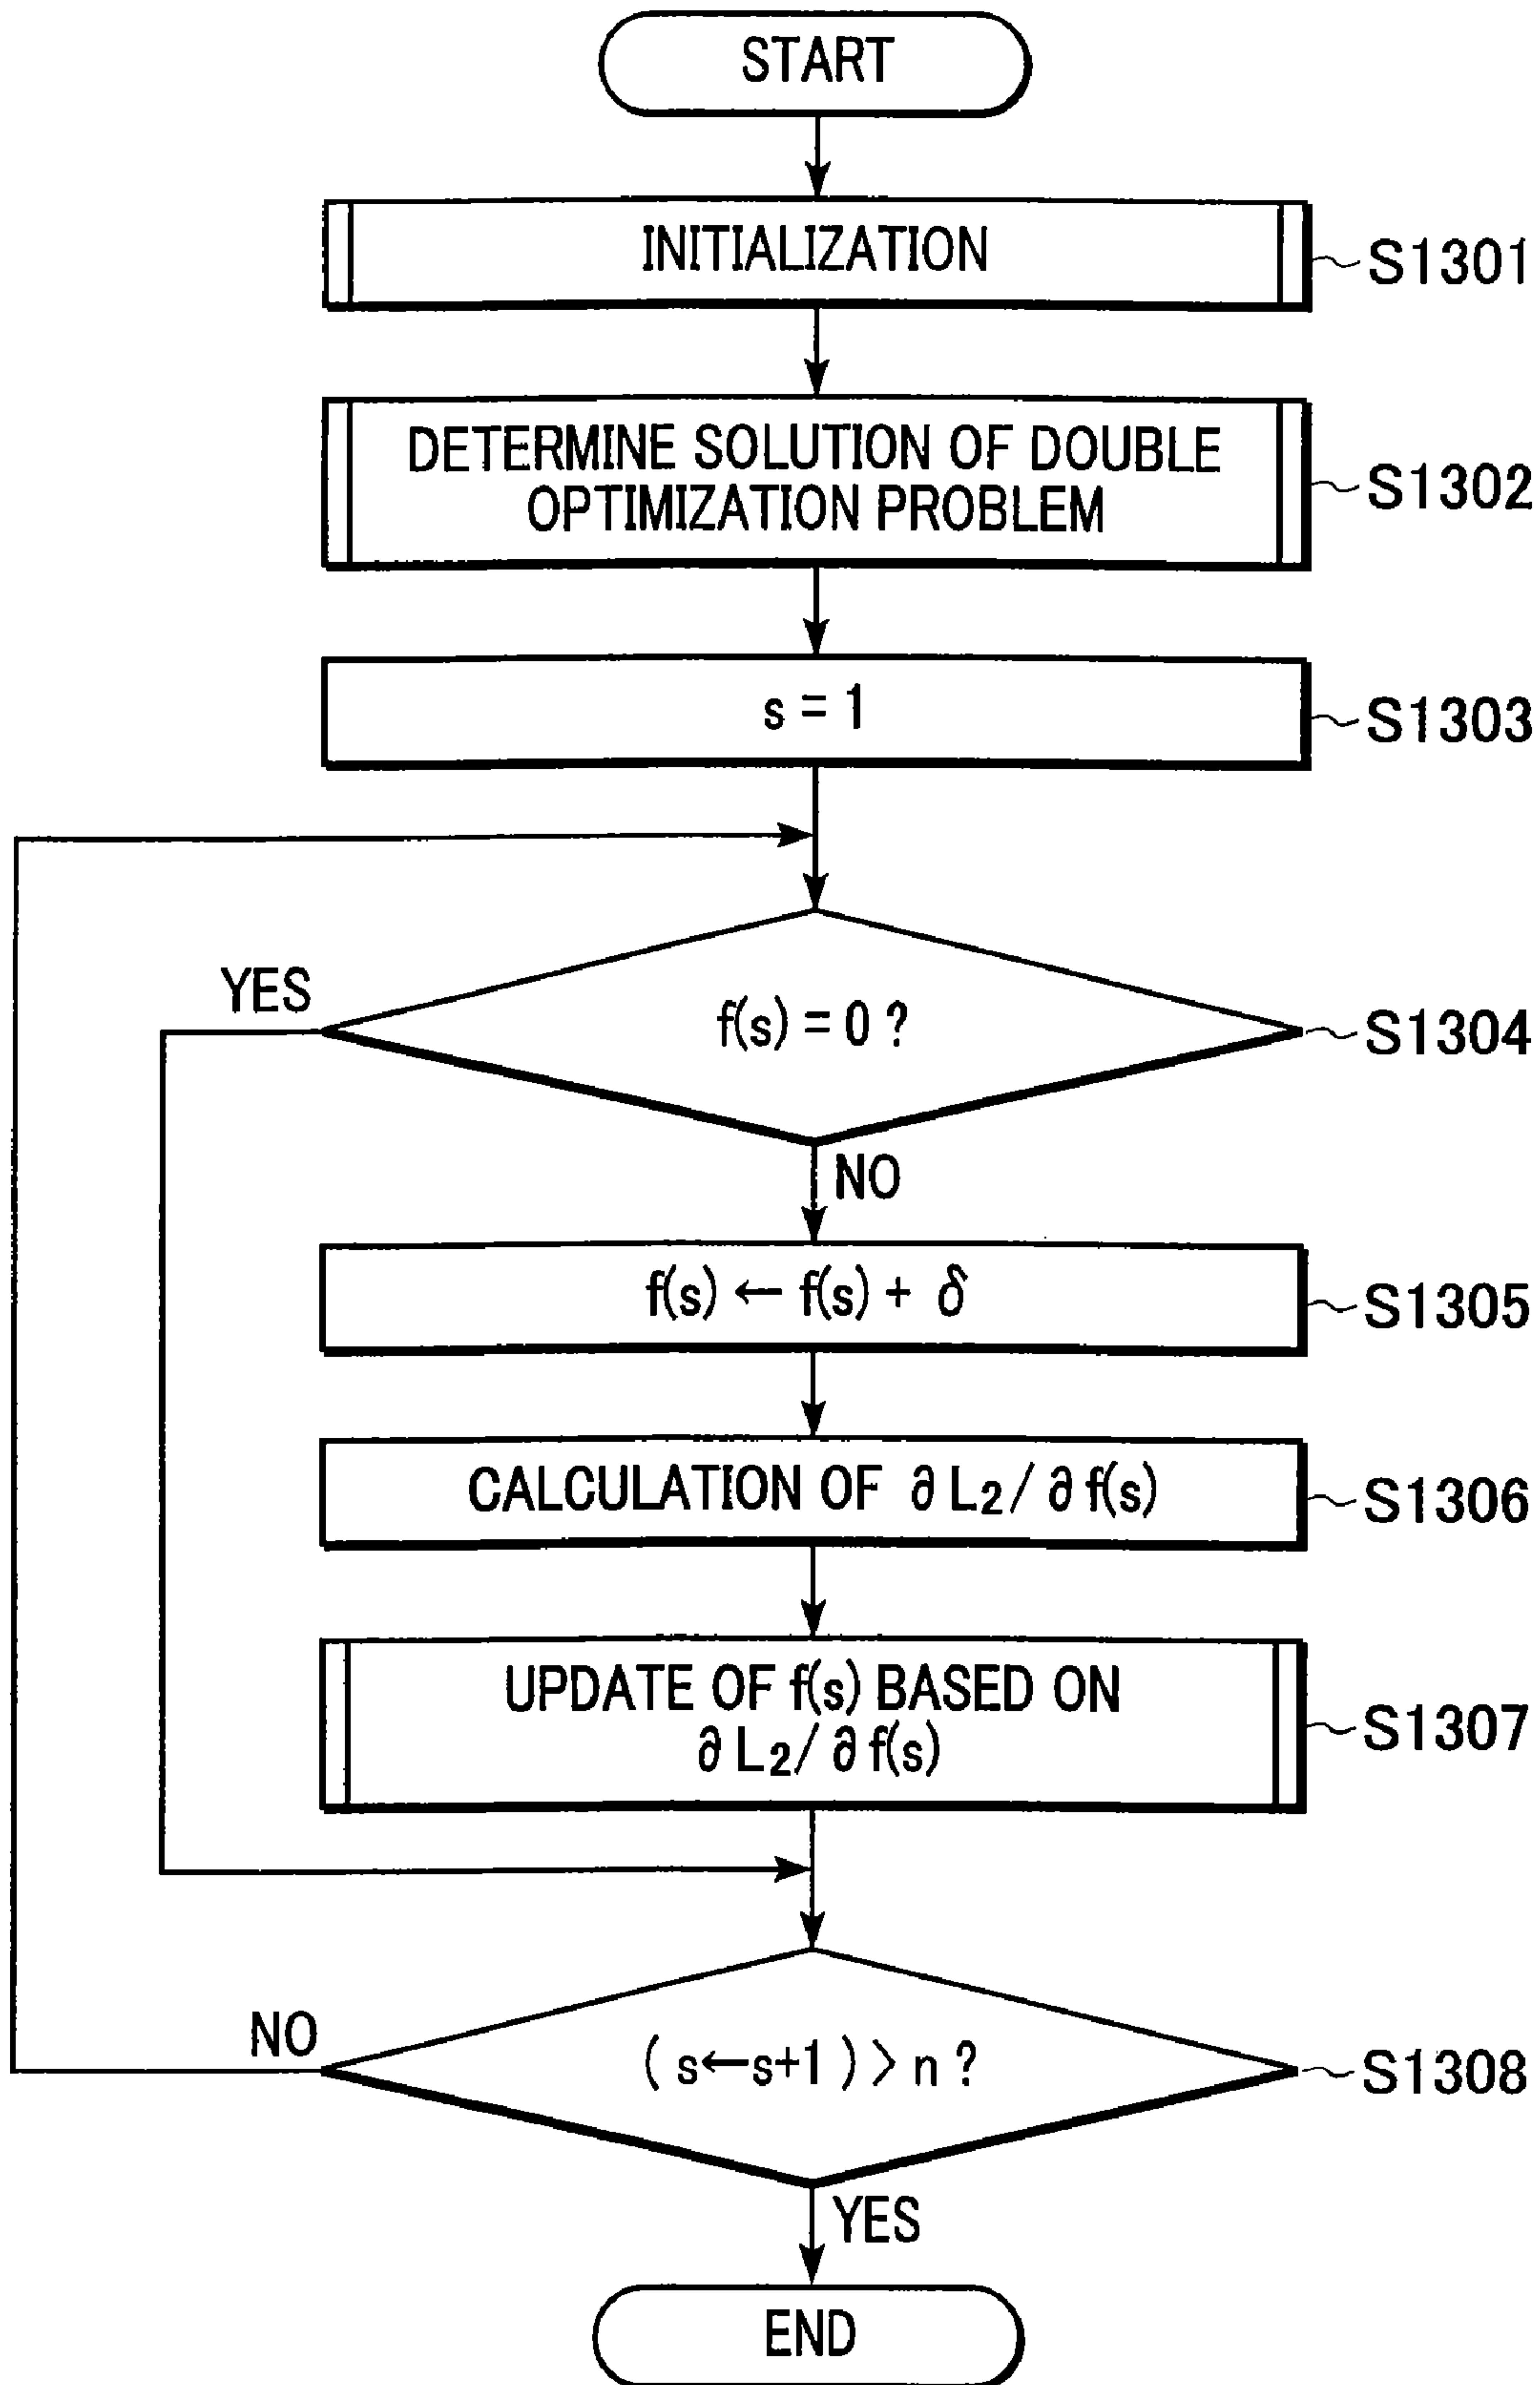 START
INITIALIZATION
S1301
DETERMINE SOLUTION OF DOUBLE
OPTIMIZATION PROBLEM
S1302
s = 1
S1303
YES
f(s) = 0 ?
S1304
NO
f(s) ← f(s) + δ
S1305
CALCULATION OF ∂L₂/∂f(s)
S1306
UPDATE OF f(s) BASED ON
∂L₂/∂f(s)
S1307
NO
( s←s+1 ) > n ?
S1308
YES
END